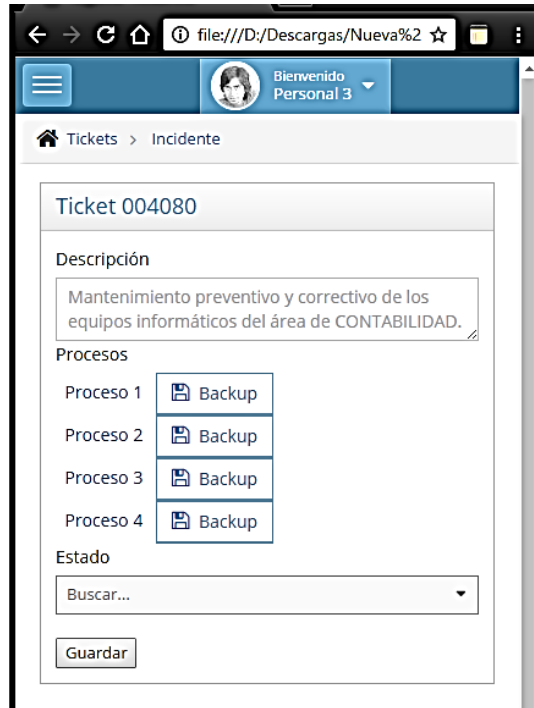 file:///D:/Descargas/Nueva%2
Bienvenido
Personal 3
Tickets > Incidente
Ticket 004080
Descripción
Mantenimiento preventivo y correctivo de los
equipos informáticos del área de CONTABILIDAD.
Procesos
Proceso 1 Backup
Proceso 2 Backup
Proceso 3 Backup
Proceso 4 Backup
Estado
Buscar...
Guardar